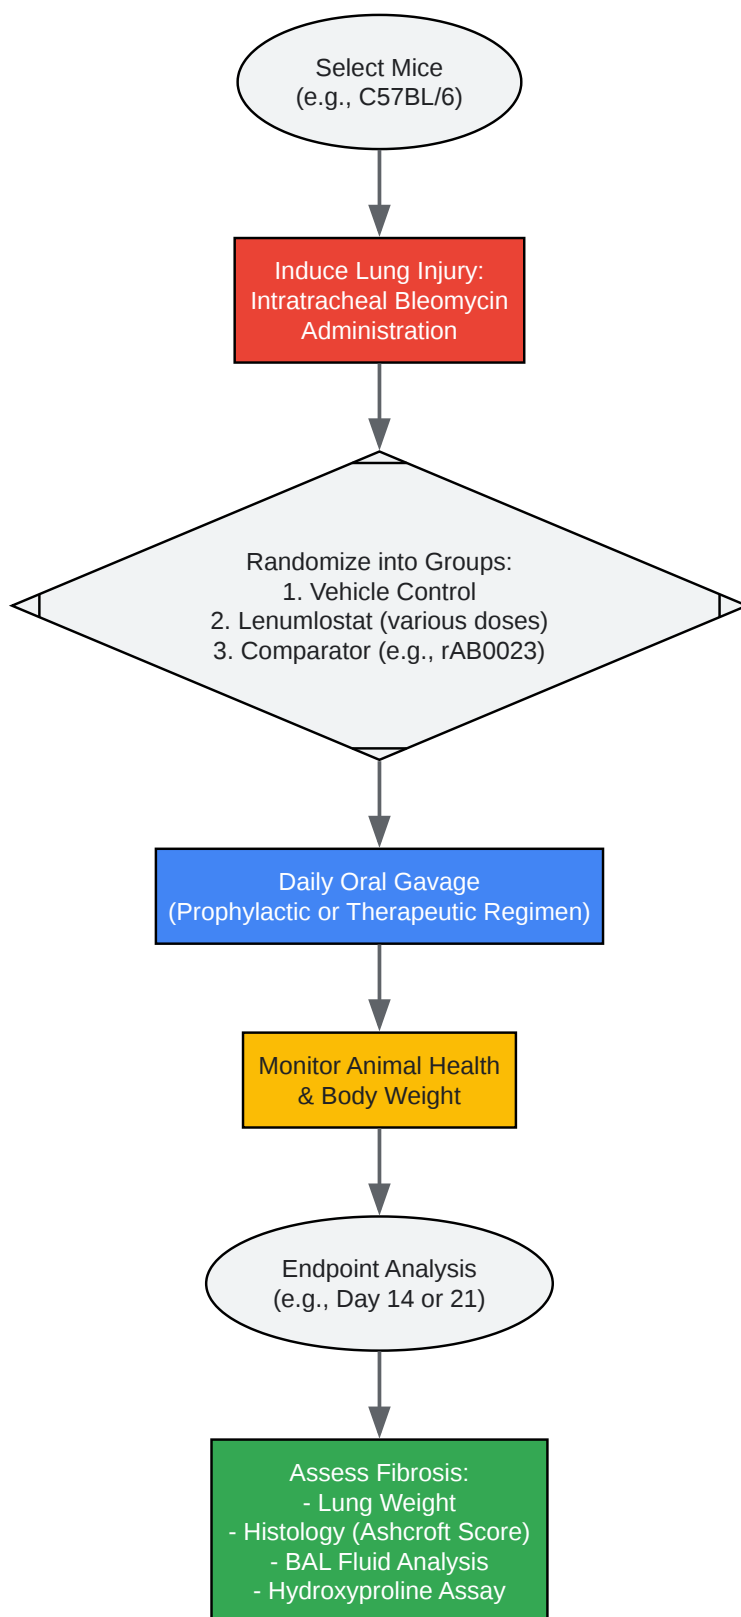 Select Mice
(e.g., C57BL/6)
Induce Lung Injury:
Intratracheal Bleomycin
Administration
Randomize into Groups:
1. Vehicle Control
2. Lenumlostat (various doses)
3. Comparator (e.g., rAB0023)
Daily Oral Gavage
(Prophylactic or Therapeutic Regimen)
Monitor Animal Health
& Body Weight
Endpoint Analysis
(e.g., Day 14 or 21)
Assess Fibrosis:
- Lung Weight
- Histology (Ashcroft Score)
- BAL Fluid Analysis
- Hydroxyproline Assay